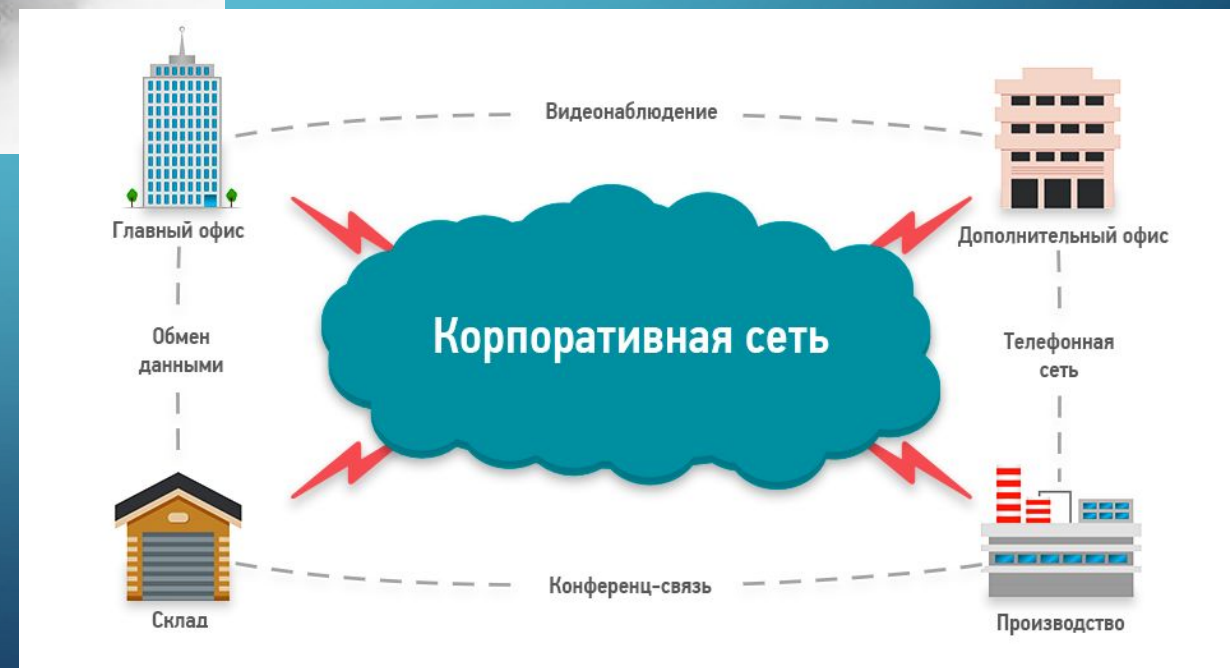 Видеонаблюдение
Главный офис
Дополнительный офис
Корпоративная сеть
Обмен
данными
Телефонная
сеть
Конференц-связь
Склад
Производство